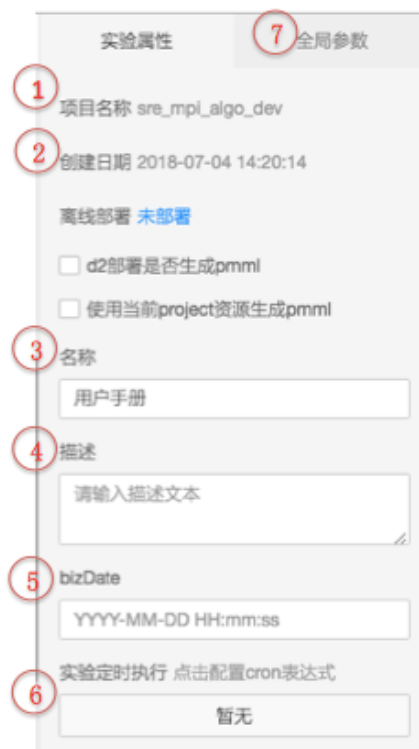 实验属性
7 全局参数
1
项目名称 sre_mpi_algo_dev
2
创建日期 2018-07-04 14:20:14
离线部署 未部署
d2部署是否生成pmml
使用当前project资源生成pmml
3
名称
用户手册
4
描述
请输入描述文本
5
bizDate
YYYY-MM-DD HH:mm:ss
实验定时执行 点击配置cron表达式
6
暂无